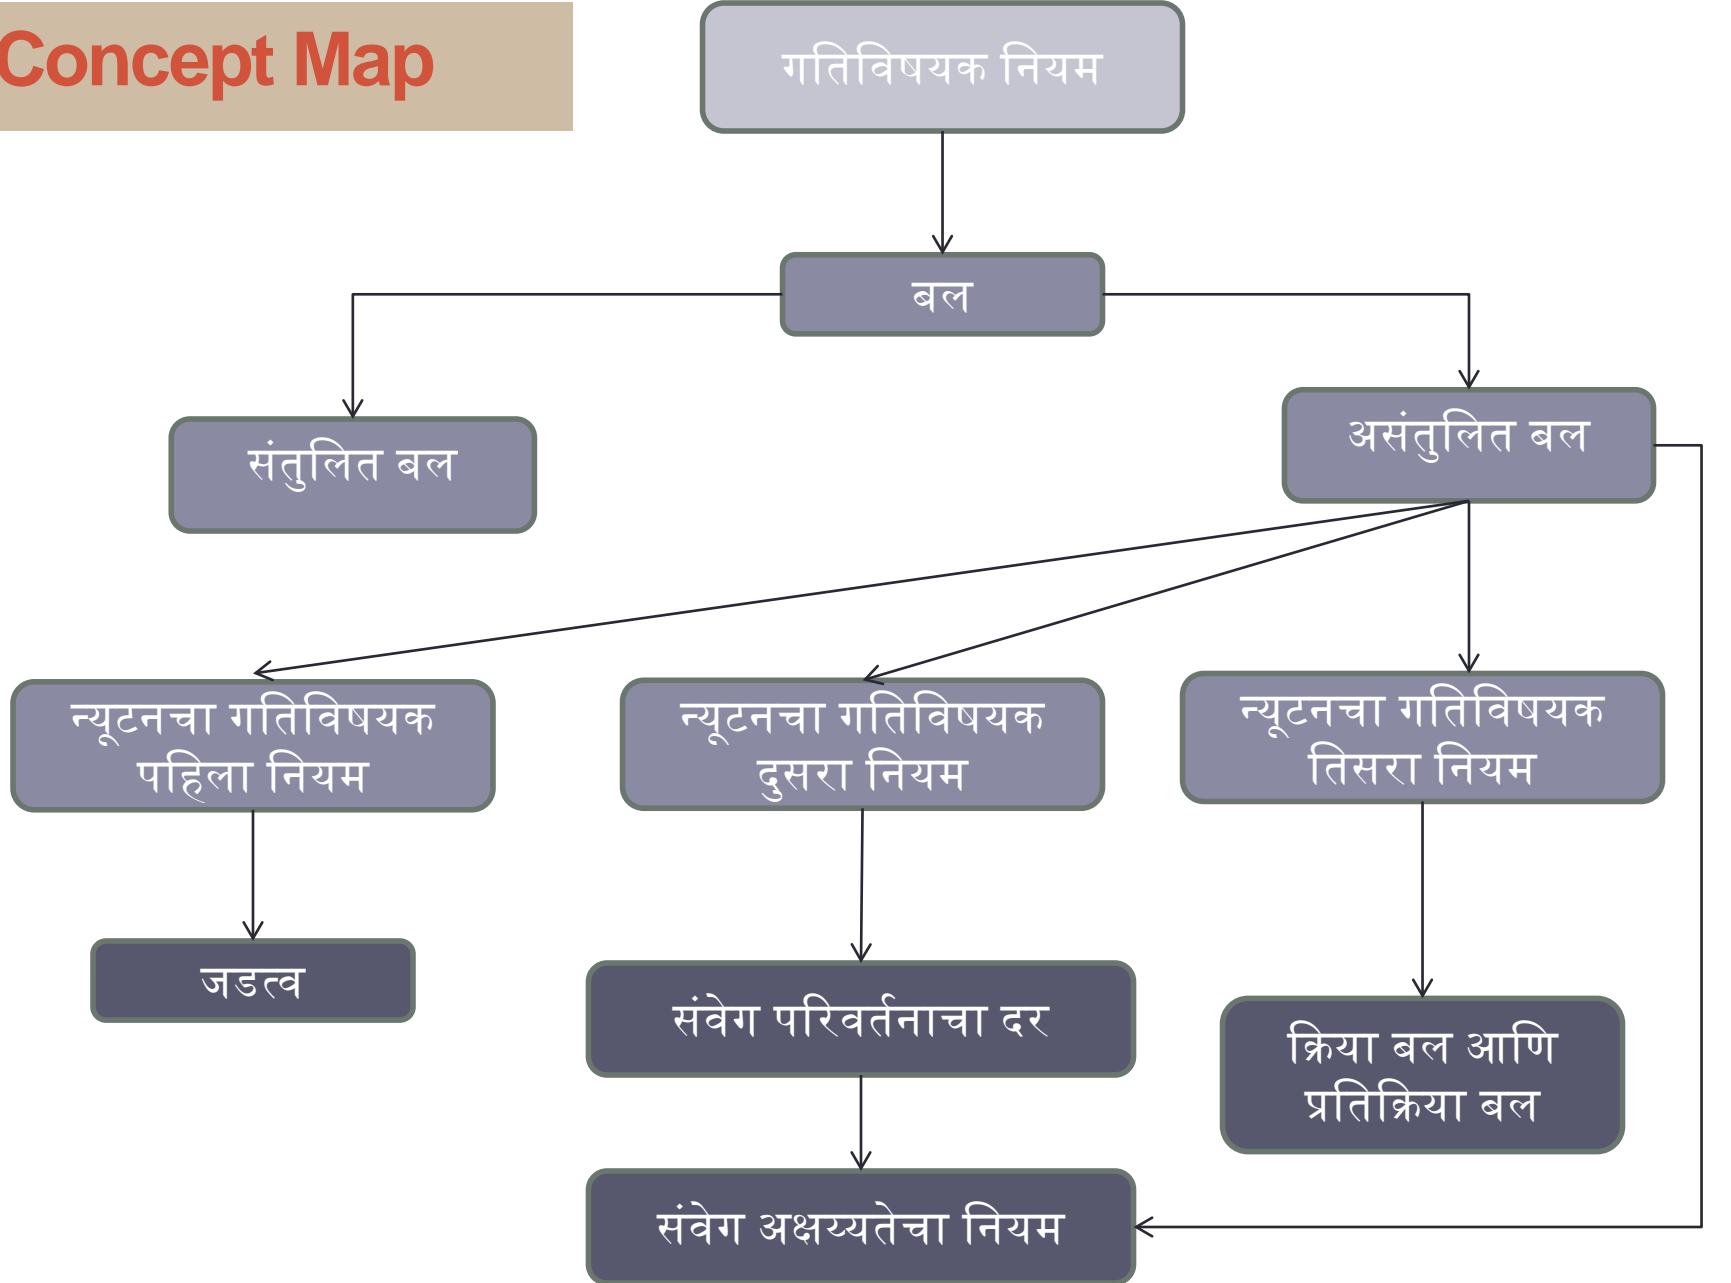 Concept Map
गतिविषयक नियम
बल
संतुलित बल
असंतुलित बल
न्यूटनचा गतिविषयक
पहिला नियम
न्यूटनचा गतिविषयक
दुसरा नियम
न्यूटनचा गतिविषयक
तिसरा नियम
जडत्व
संवेग परिवर्तनाचा दर
क्रिया बल आणि
प्रतिक्रिया बल
संवेग अक्षय्यतेचा नियम